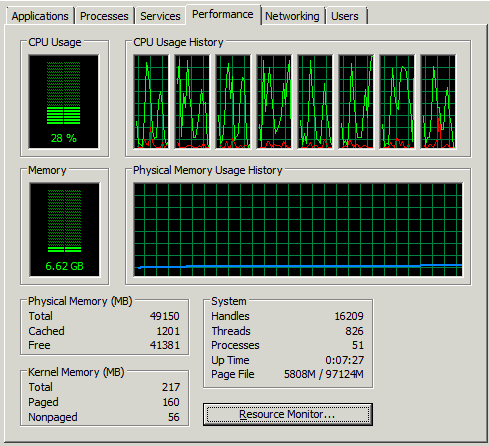 Applications Processes Services Performance Networking Users
CPU Usage
28 %
CPU Usage History
Memory
6.62 GB
Physical Memory Usage History
Physical Memory (MB)
Total 49150
Cached 1201
Free 41381
Kernel Memory (MB)
Total 217
Paged 160
Nonpaged 56
System
Handles 16209
Threads 826
Processes 51
Up Time 0:07:27
Page File 5808M / 97124M
Resource Monitor...